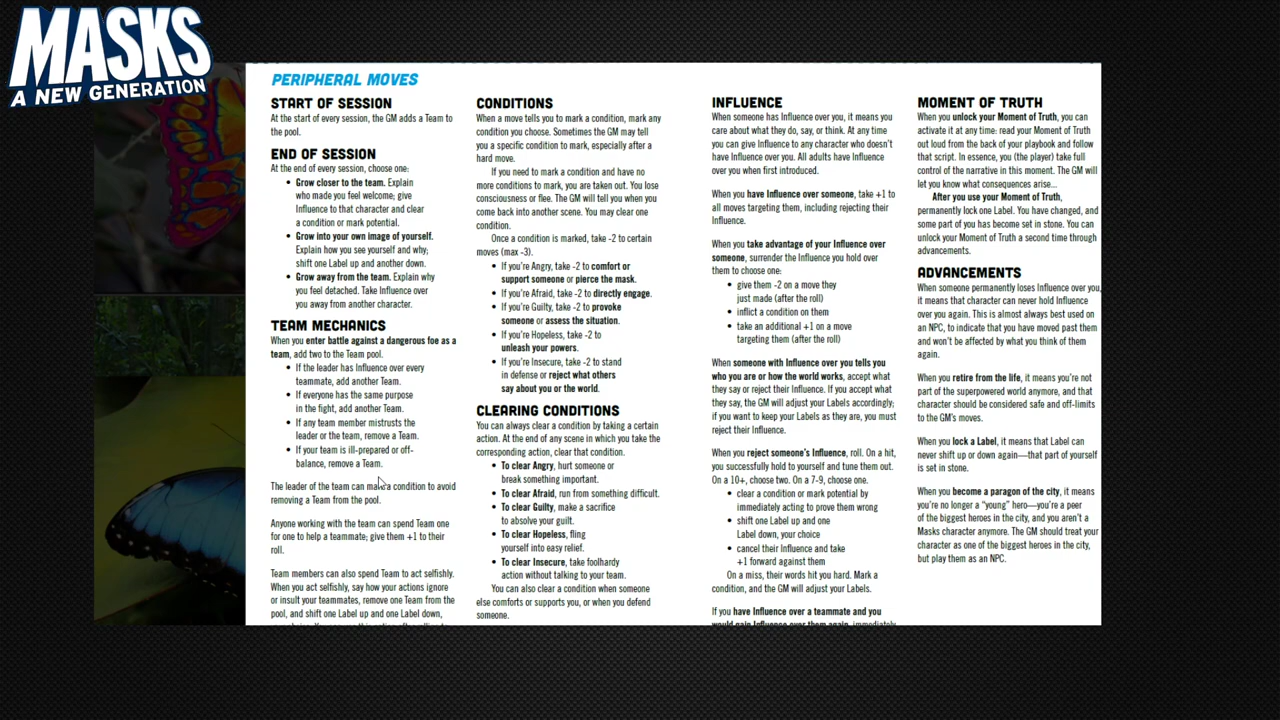 MASKS
A NEW GENERATION
PERIPHERAL MOVES
START OF SESSION
At the start of every session, the GM adds a Team to
the pool.
END OF SESSION
At the end of every session, choose one:
• Grow closer to the team. Explain
who made you feel welcome; give
Influence to that character and clear
a condition or mark potential.
• Grow into your own image of yourself.
Explain how you see yourself and why;
shift one Label up and another down.
• Grow away from the team. Explain why
you feel detached. Take Influence over
you away from another character.
TEAM MECHANICS
When you enter battle against a dangerous foe as a
team, add two to the Team pool.
• If the leader has Influence over every
teammate, add another Team.
• If everyone has the same purpose
in the fight, add another Team.
• If any team member mistrusts the
leader or the team, remove a Team.
• If your team is ill-prepared or off-
balance, remove a Team.
The leader of the team can mark a condition to avoid
removing a Team from the pool.
Anyone working with the team can spend Team one
for one to help a teammate; give them +1 to their
roll.
Team members can also spend Team to act selfishly.
When you act selfishly, say how your actions ignore
or insult your teammates, remove one Team from the
pool, and shift one Label up and one Label down,
CONDITIONS
When a move tells you to mark a condition, mark any
condition you choose. Sometimes the GM may tell
you a specific condition to mark, especially after a
hard move.
If you need to mark a condition and have no
more conditions to mark, you are taken out. You lose
consciousness or flee. The GM will tell you when you
come back into another scene. You may clear one
condition.
Once a condition is marked, take -2 to certain
moves (max -3).
• If you're Angry, take -2 to comfort or
support someone or pierce the mask.
• If you're Afraid, take -2 to directly engage.
• If you're Guilty, take -2 to provoke
someone or assess the situation.
• If you're Hopeless, take -2 to
unleash your powers.
• If you're Insecure, take -2 to stand
in defense or reject what others
say about you or the world.
CLEARING CONDITIONS
You can always clear a condition by taking a certain
action. At the end of any scene in which you take the
corresponding action, clear that condition.
• To clear Angry, hurt someone or
break something important.
• To clear Afraid, run from something difficult.
• To clear Guilty, make a sacrifice
to absolve your guilt.
• To clear Hopeless, fling
yourself into easy relief.
• To clear Insecure, take foolhardy
action without talking to your team.
You can also clear a condition when someone
else comforts or supports you, or when you defend
someone.
INFLUENCE
When someone has Influence over you, it means you
care about what they do, say, or think. At any time
you can give Influence to any character who doesn't
have Influence over you. All adults have Influence
over you when first introduced.
When you have Influence over someone, take +1 to
all moves targeting them, including rejecting their
Influence.
When you take advantage of your Influence over
someone, surrender the Influence you hold over
them to choose one:
• give them -2 on a move they
just made (after the roll)
• inflict a condition on them
• take an additional +1 on a move
targeting them (after the roll)
When someone with Influence over you tells you
who you are or how the world works, accept what
they say or reject their Influence. If you accept what
they say, the GM will adjust your Labels accordingly;
if you want to keep your Labels as they are, you must
reject their Influence.
When you reject someone's Influence, roll. On a hit,
you successfully hold to yourself and tune them out.
On a 10+, choose two. On a 7-9, choose one.
• clear a condition or mark potential by
immediately acting to prove them wrong
• shift one Label up and one
Label down, your choice
• cancel their Influence and take
+1 forward against them
On a miss, their words hit you hard. Mark a
condition, and the GM will adjust your Labels.
If you have Influence over a teammate and you
would gain Influence over them again, immediately
MOMENT OF TRUTH
When you unlock your Moment of Truth, you can
activate it at any time: read your Moment of Truth
out loud from the back of your playbook and follow
that script. In essence, you (the player) take full
control of the narrative in this moment. The GM will
let you know what consequences arise...
After you use your Moment of Truth,
permanently lock one Label. You have changed, and
some part of you has become set in stone. You can
unlock your Moment of Truth a second time through
advancements.
ADVANCEMENTS
When someone permanently loses Influence over you,
it means that character can never hold Influence
over you again. This is almost always best used on
an NPC, to indicate that you have moved past them
and won't be affected by what you think of them
again.
When you retire from the life, it means you're not
part of the superpowered world anymore, and that
character should be considered safe and off-limits
to the GM's moves.
When you lock a Label, it means that Label can
never shift up or down again—that part of yourself
is set in stone.
When you become a paragon of the city, it means
you're no longer a "young" hero—you're a peer
of the biggest heroes in the city, and you aren't a
Masks character anymore. The GM should treat your
character as one of the biggest heroes in the city,
but play them as an NPC.